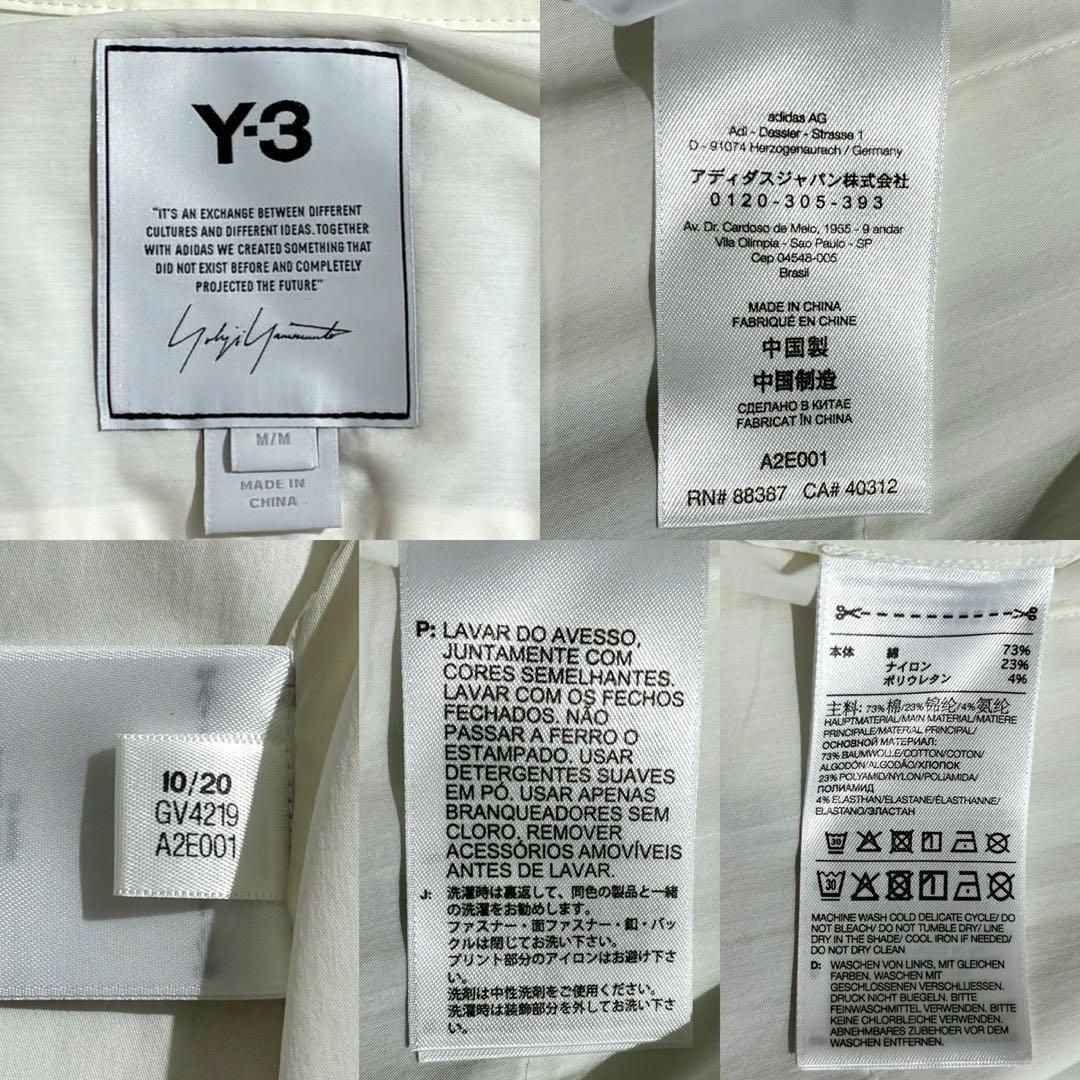 Y-3
“IT'S AN EXCHANGE BETWEEN DIFFERENT
CULTURES AND DIFFERENT IDEAS. TOGETHER
WITH ADIDAS WE CREATED SOMETHING THAT
DID NOT EXIST BEFORE AND COMPLETELY
PROJECTED THE FUTURE”
Yohji Yamamoto
M/M
MADE IN
CHINA
adidas AG
Adi - Dassler - Strasse 1
D - 91074 Herzogenaurach / Germany
アディダスジャパン株式会社
0120-305-393
Av. Dr. Cardoso de Melo, 1955 - 9 andar
Vila Olimpia - Sao Paulo - SP
Cep 04548-005
Brasil
MADE IN CHINA
FABRIQUÉ EN CHINE
中国製
中国制造
СДЕЛАНО В КИТАЕ
FABRICAT ÎN CHINA
A2E001
RN# 88387 CA# 40312
10/20
GV4219
A2E001
P: LAVAR DO AVESSO,
JUNTAMENTE COM
CORES SEMELHANTES.
LAVAR COM OS FECHOS
FECHADOS. NÃO
PASSAR A FERRO O
ESTAMPADO. USAR
DETERGENTES SUAVES
EM PÓ. USAR APENAS
BRANQUEADORES SEM
CLORO. REMOVER
ACESSÓRIOS AMOVÍVEIS
ANTES DE LAVAR.
J: 洗濯時は裏返して、同色の製品と一緒
の洗濯をお勧めします。
ファスナー・面ファスナー・釦・バッ
クルは閉じてお洗い下さい。
プリント部分のアイロンはお避け下さ
い。
洗剤は中性洗剤をご使用ください。
洗濯時は装飾部分を外してお洗い下さ
い。
本体 綿 73%
ナイロン 23%
ポリウレタン 4%
主料: 73%棉/23%锦纶/4%氨纶
HAUPTMATERIAL/MAIN MATERIAL/MATIERE
PRINCIPALE/MATERIAL PRINCIPAL/
ОСНОВНОЙ МАТЕРИАЛ:
73% BAUMWOLLE/COTTON/COTON/
ALGODÓN/ALGODÃO/ХЛОПОК
23% POLYAMID/NYLON/POLIAMIDA/
ПОЛИАМИД
4% ELASTHAN/ELASTANE/ÉLASTHANNE/
ELASTANO/ЭЛАСТАН
30
30
MACHINE WASH COLD DELICATE CYCLE/ DO
NOT BLEACH/ DO NOT TUMBLE DRY/ LINE
DRY IN THE SHADE/ COOL IRON IF NEEDED/
DO NOT DRY CLEAN
D: WASCHEN VON LINKS, MIT GLEICHEN
FARBEN. WASCHEN MIT
GESCHLOSSENEN VERSCHLUESSEN.
DRUCK NICHT BUEGELN. BITTE
FEINWASCHMITTEL VERWENDEN. BITTE
KEINE CHLORBLEICHE VERWENDEN.
ABNEHMBARES ZUBEHOER VOR DEM
WASCHEN ENTFERNEN.